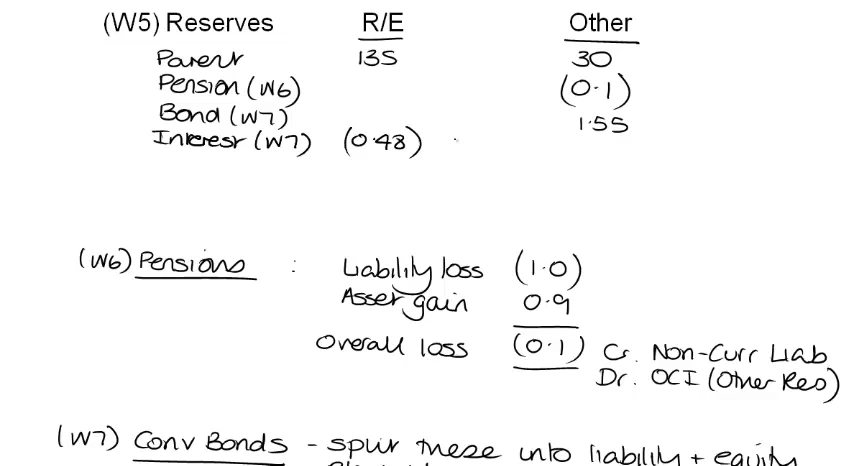 (W5) Reserves R/E Other
Parent 135 30
Pension (W6) (0.1)
Bond (W7) 1.55
Interest (W7) (0.48)
(W6) Pensions : Liability loss (1.0)
Asset gain 0.9
Overall loss (0.1) Cr. Non-Curr Liab
Dr. OCI (Other Res)
(W7) Conv Bonds - split these into liability + equity